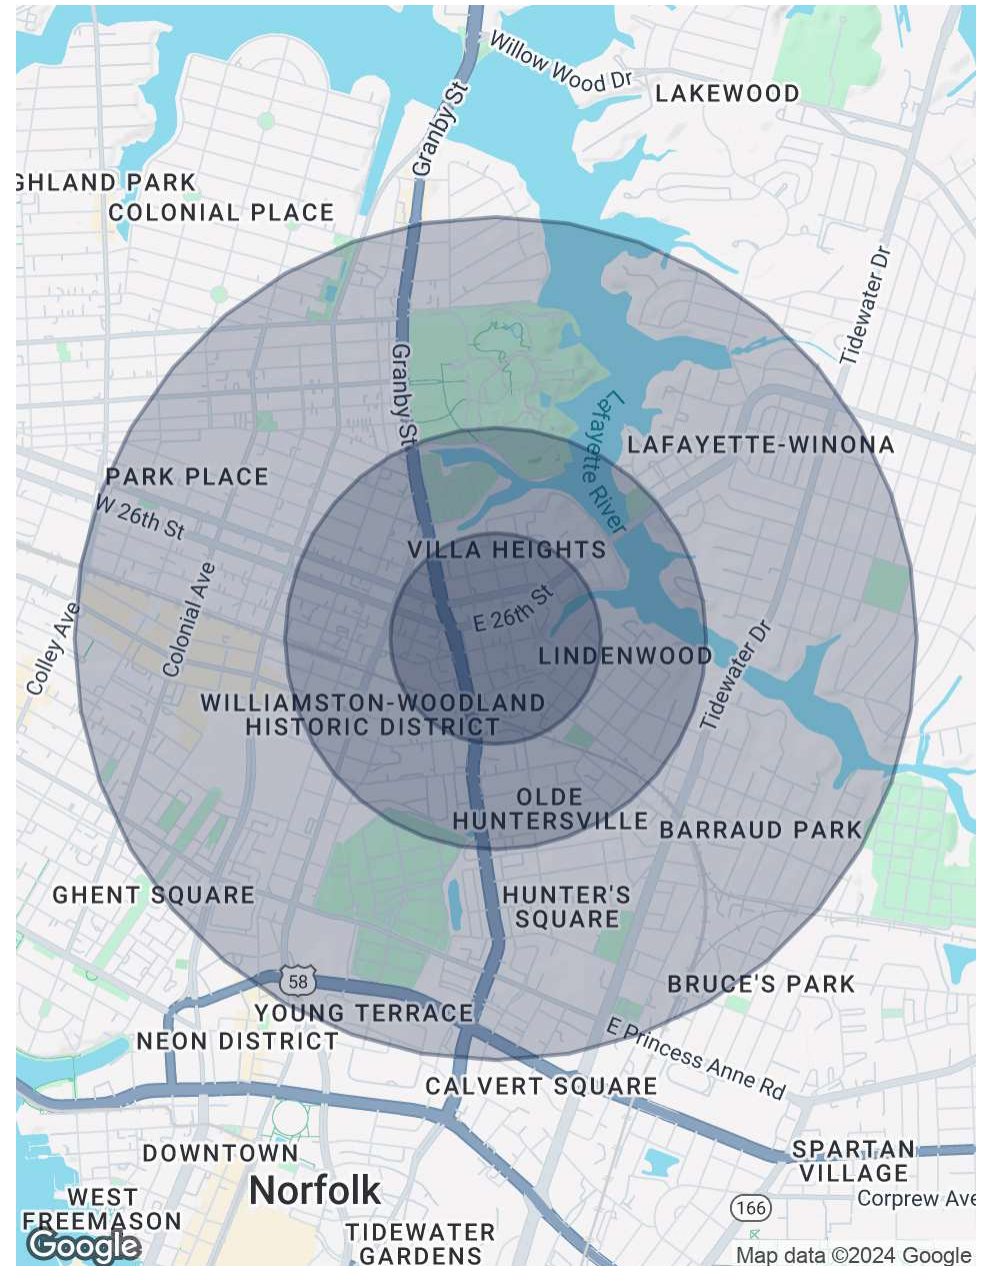 Willow Wood Dr
LAKEWOOD
Granby St
GHLAND PARK
COLONIAL PLACE
Tidewater Dr
Granby St
Lafayette River
LAFAYETTE-WINONA
PARK PLACE
W 26th St
VILLA HEIGHTS
E 26th St
Colonial Ave
Colley Ave
LINDENWOOD
Tidewater Dr
WILLIAMSTON-WOODLAND
HISTORIC DISTRICT
OLDE
HUNTERSVILLE
BARRAUD PARK
GHENT SQUARE
HUNTER'S
SQUARE
58
BRUCE'S PARK
YOUNG TERRACE
NEON DISTRICT
E Princess Anne Rd
CALVERT SQUARE
DOWNTOWN
SPARTAN
VILLAGE
Norfolk
WEST
FREEMASON
166
Corprew Ave
TIDEWATER
GARDENS
Google
Map data ©2024 Google